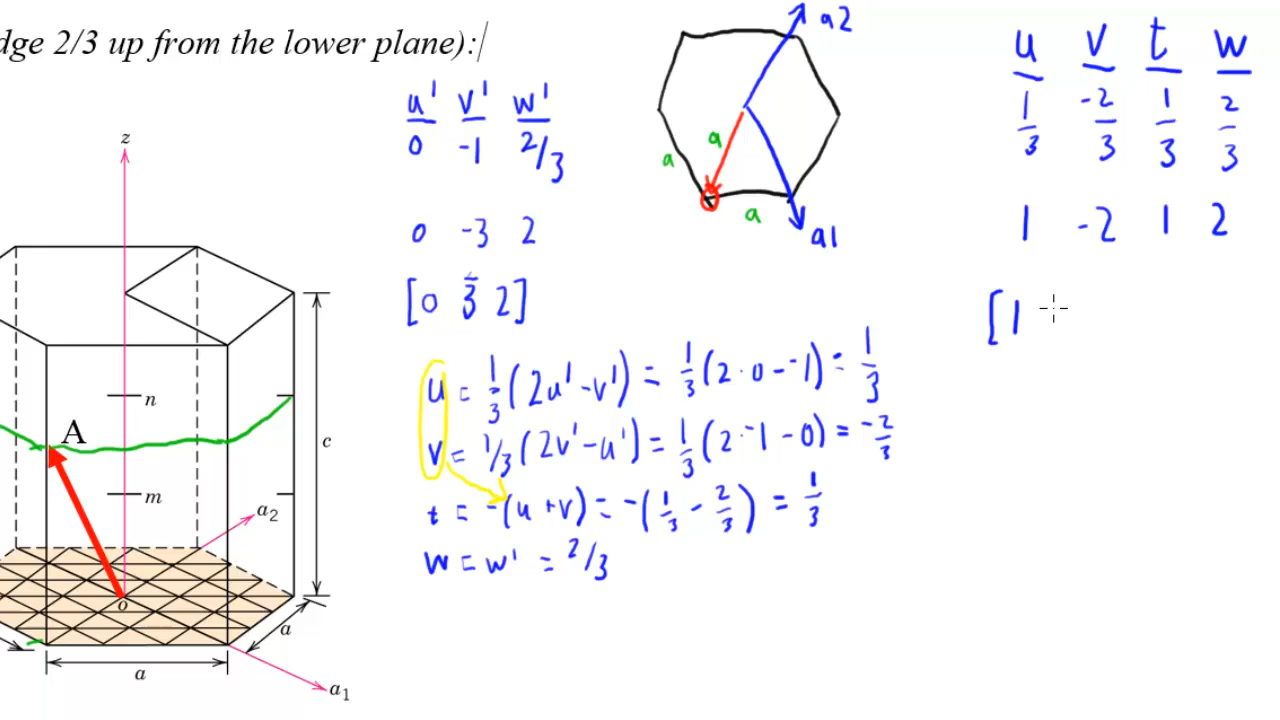 dge 2/3 up from the lower plane):
u' v' w'
0 -1 2/3
0 -3 2
[0 3̄ 2]
u = 1/3 (2u' - v') = 1/3 (2·0 - -1) = 1/3
v = 1/3 (2v' - u') = 1/3 (2·-1 - 0) = -2/3
t = -(u + v) = -(1/3 - 2/3) = 1/3
w = w' = 2/3
a2
a
a
a
a1
u v t w
1/3 -2/3 1/3 2/3
1 -2 1 2
[1
z
n
A
c
m
a2
o
a
a
a1